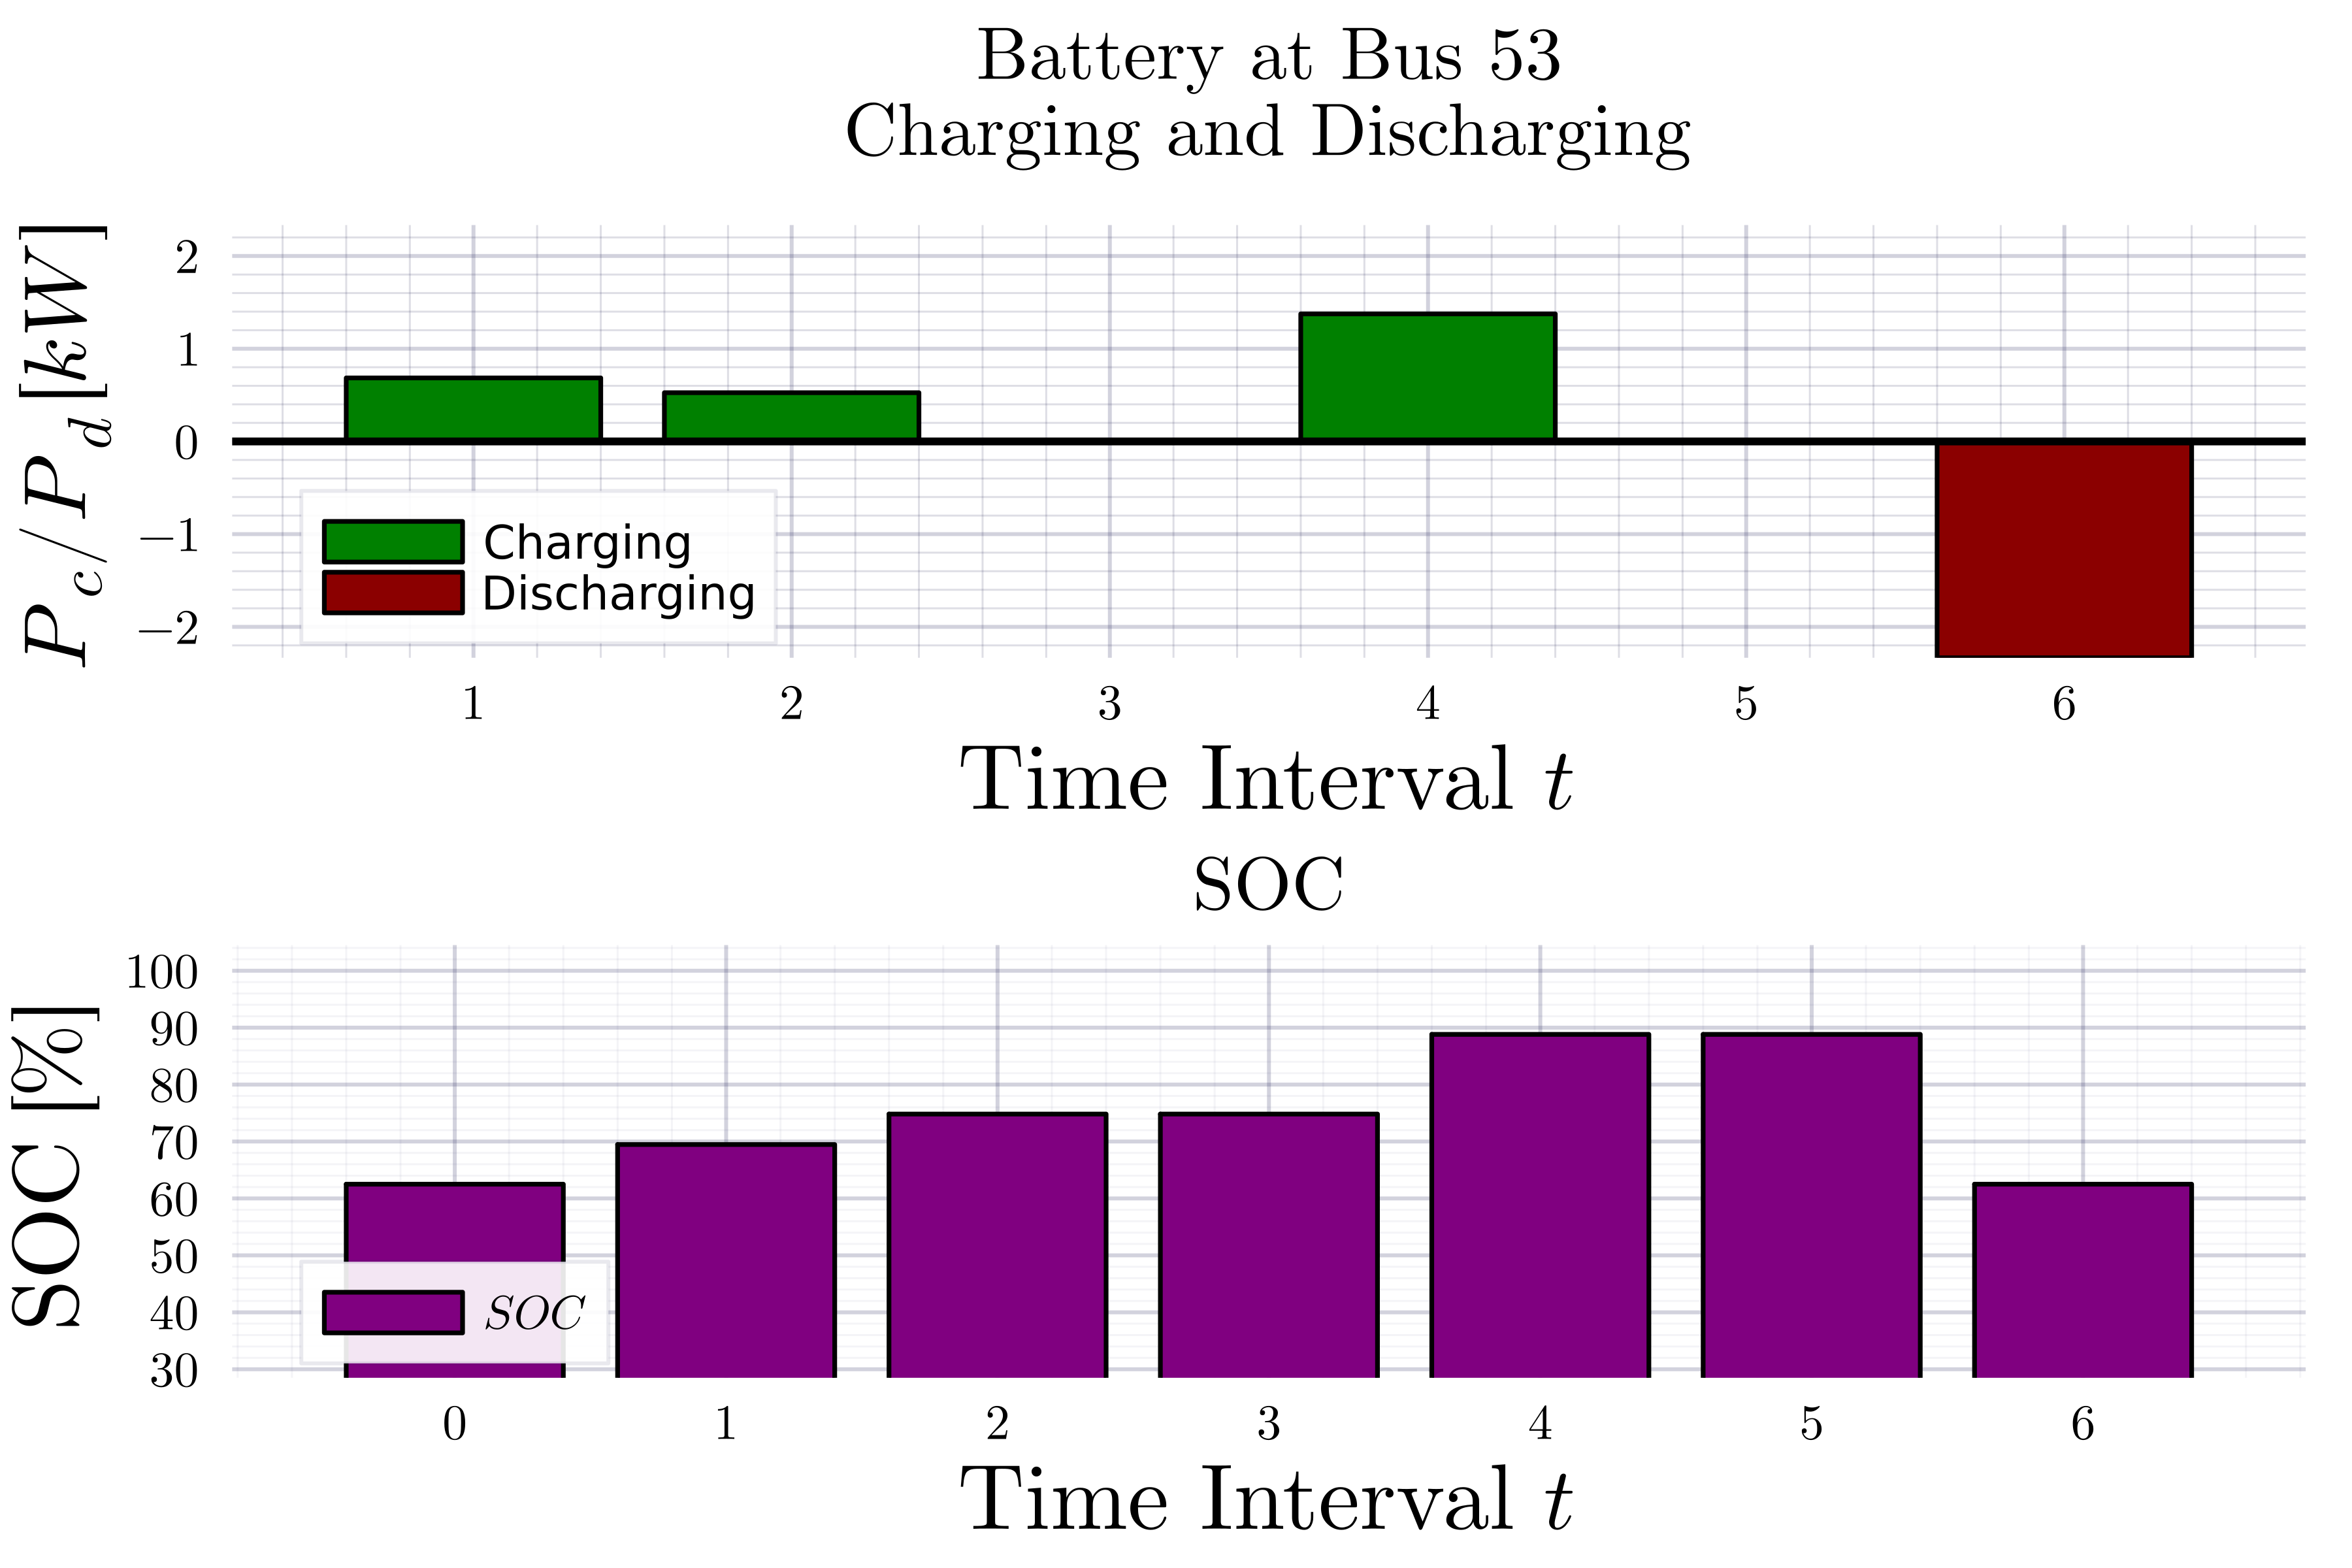 Battery at Bus 53
Charging and Discharging
P_c/P_d [kW]
2
1
0
−1
−2
Charging
Discharging
1 2 3 4 5 6
Time Interval t
SOC
SOC [%]
100
90
80
70
60
50
40
30
SOC
0 1 2 3 4 5 6
Time Interval t